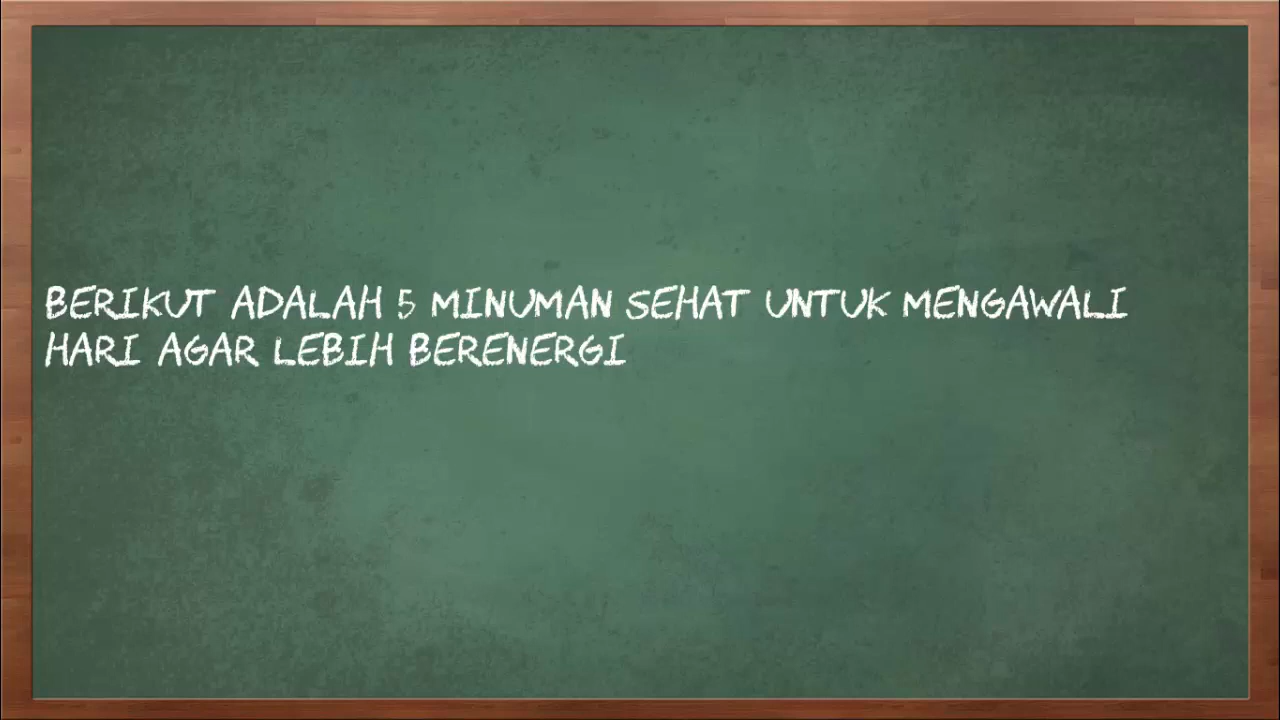 BERIKUT ADALAH 5 MINUMAN SEHAT UNTUK MENGAWALI
HARI AGAR LEBIH BERENERGI